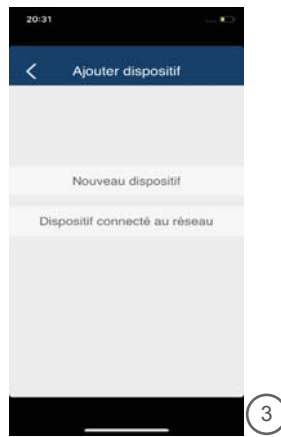 20:31
Ajouter dispositif
Nouveau dispositif
Dispositif connecté au réseau
3